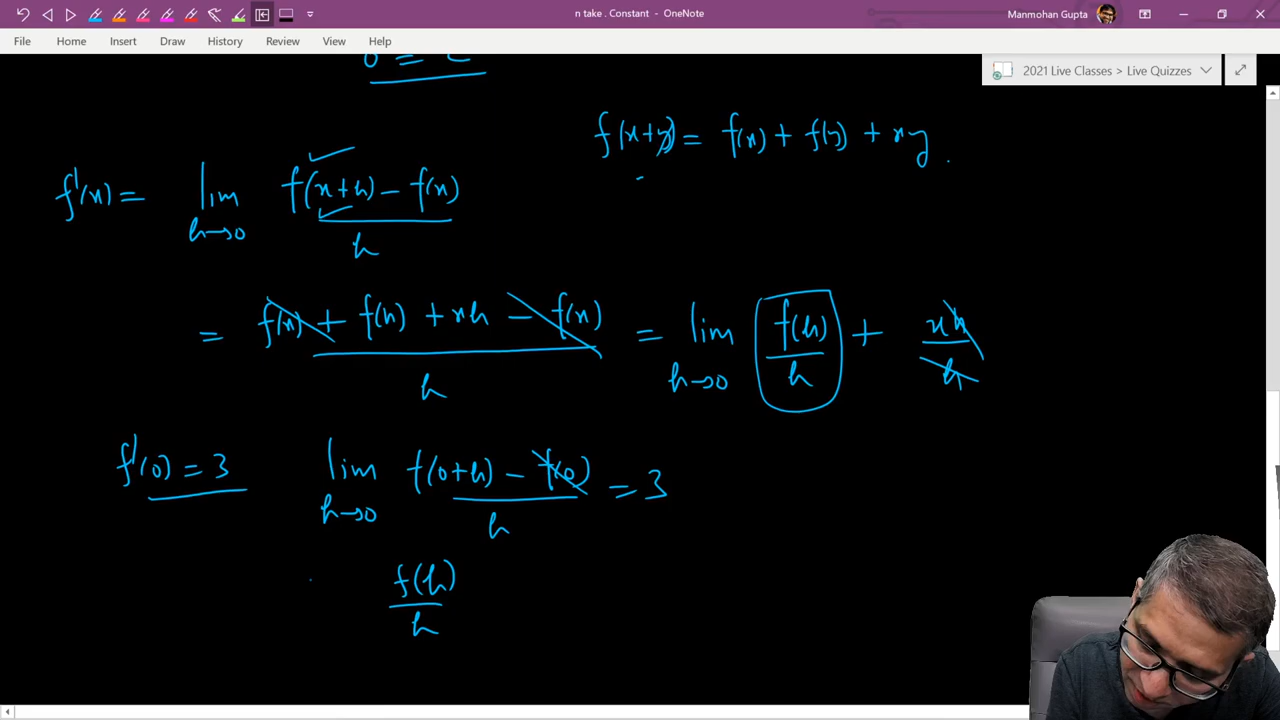 n take . Constant - OneNote
Manmohan Gupta
File Home Insert Draw History Review View Help
2021 Live Classes > Live Quizzes
f(x+y) = f(x) + f(y) + xy .
f'(x) = lim h→0 f(x+h) - f(x) / h
= f(x) + f(h) + xh - f(x) / h = lim h→0 f(h) / h + xh / h
f'(0) = 3 lim h→0 f(0+h) - f(0) / h = 3
f(h) / h